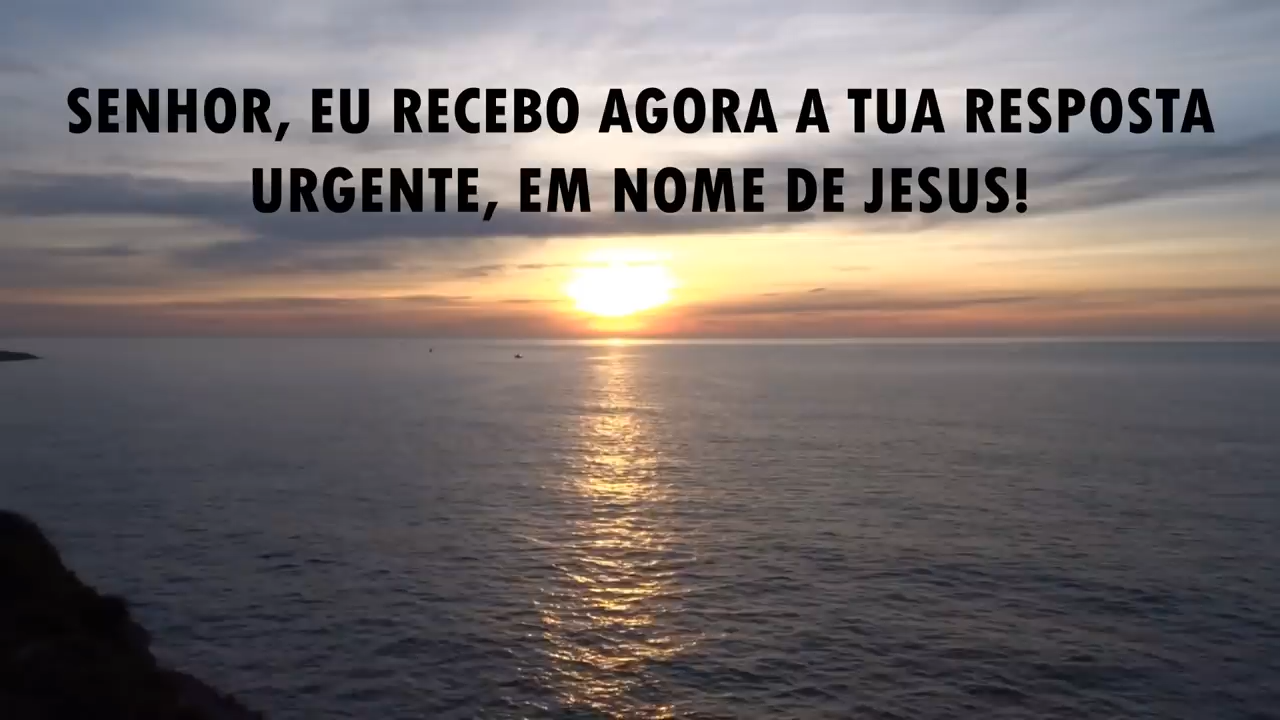 SENHOR, EU RECEBO AGORA A TUA RESPOSTA
URGENTE, EM NOME DE JESUS!